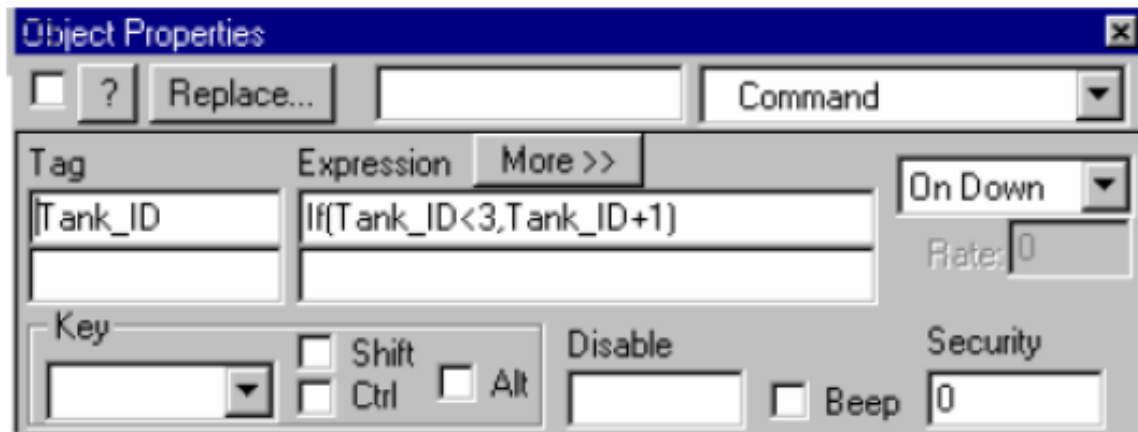 Object Properties
? Replace... Command
Tag Expression More >>
On Down
Tank_ID If(Tank_ID<3,Tank_ID+1)
Rate: 0
Key Shift Ctrl Alt
Disable Beep
Security 0